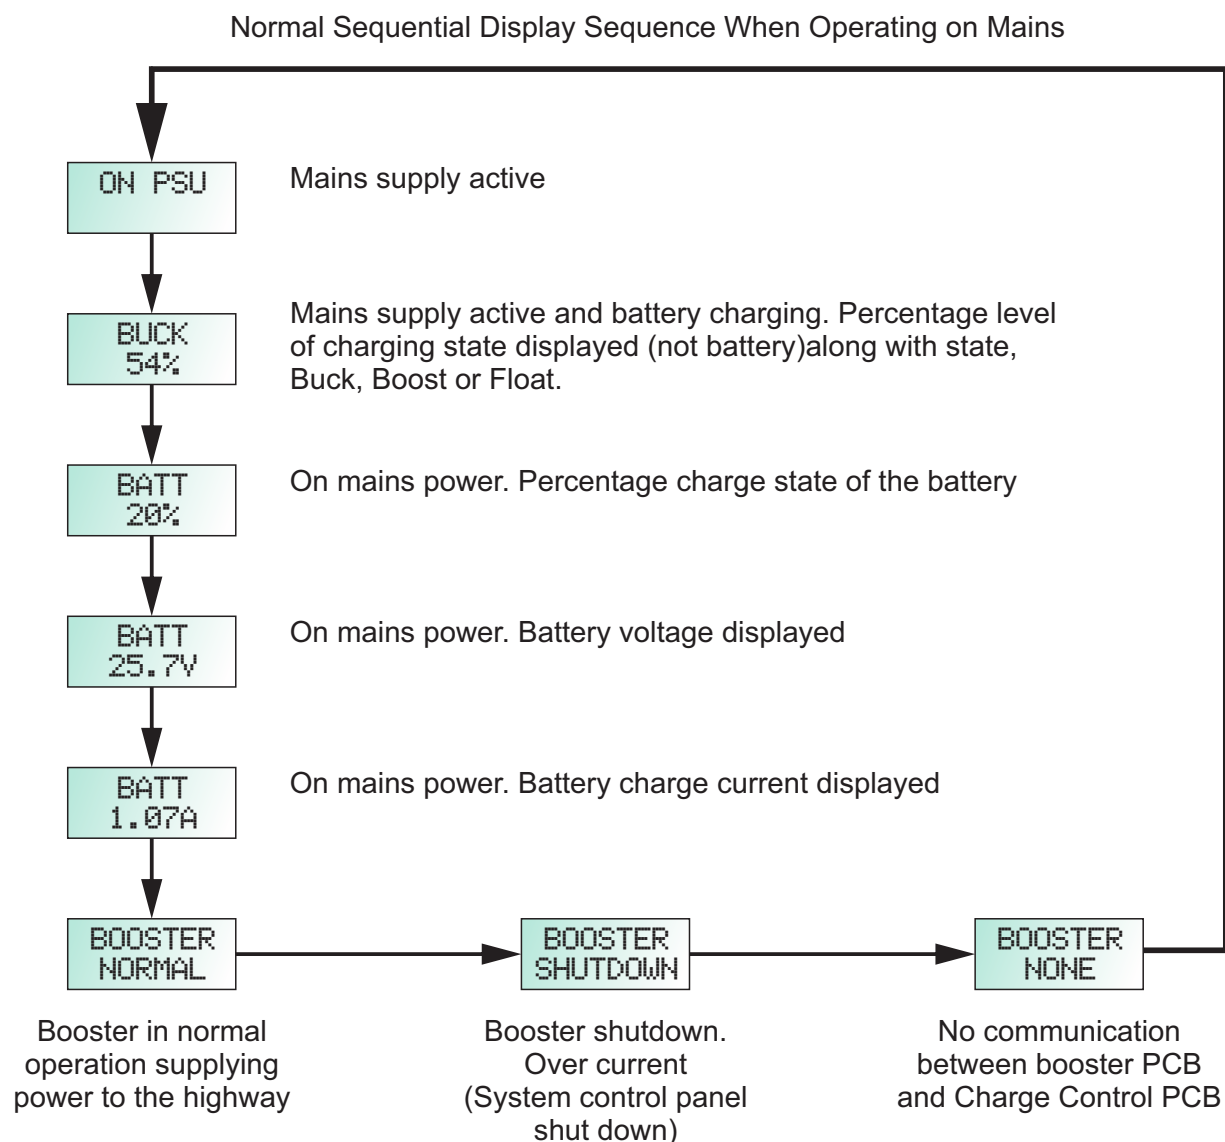 Normal Sequential Display Sequence When Operating on Mains
ON PSU
Mains supply active
BUCK
54%
Mains supply active and battery charging. Percentage level
of charging state displayed (not battery)along with state,
Buck, Boost or Float.
BATT
20%
On mains power. Percentage charge state of the battery
BATT
25.7V
On mains power. Battery voltage displayed
BATT
1.07A
On mains power. Battery charge current displayed
BOOSTER
NORMAL
Booster in normal
operation supplying
power to the highway
BOOSTER
SHUTDOWN
Booster shutdown.
Over current
(System control panel
shut down)
BOOSTER
NONE
No communication
between booster PCB
and Charge Control PCB